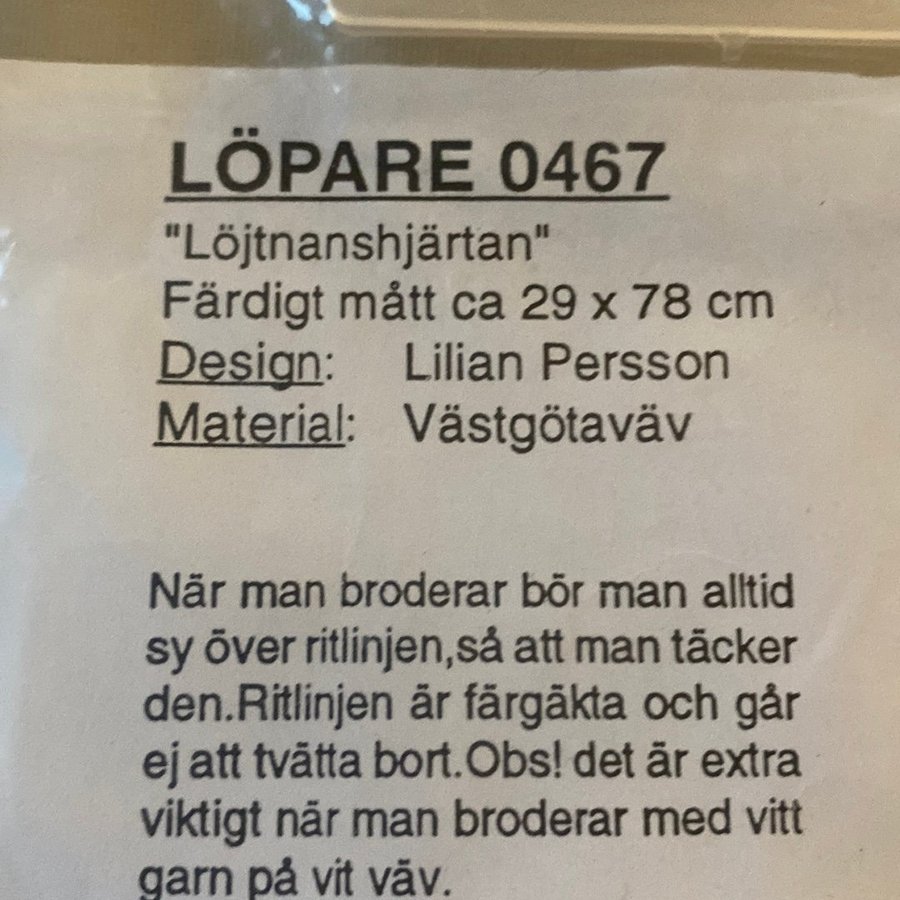 LÖPARE 0467
"Löjtnanshjärtan"
Färdigt mått ca 29 x 78 cm
Design: Lilian Persson
Material: Västgötaväv
När man broderar bör man alltid
sy över ritlinjen,så att man täcker
den.Ritlinjen är färgäkta och går
ej att tvätta bort.Obs! det är extra
viktigt när man broderar med vitt
garn på vit väv.